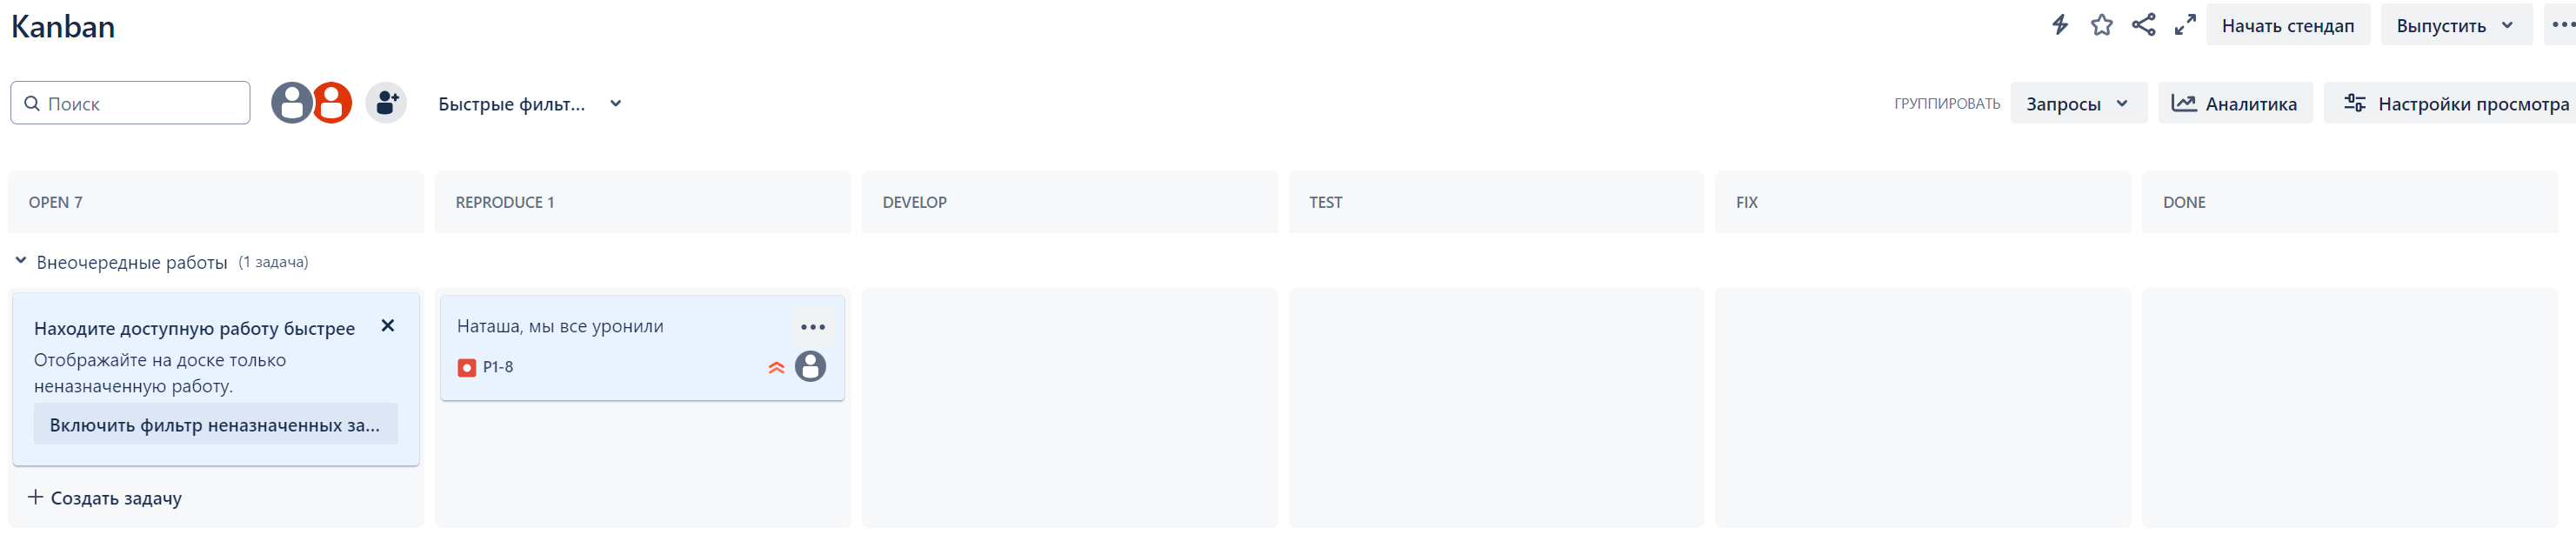 Kanban
Начать стендап
Выпустить
Поиск
Быстрые фильт...
ГРУППИРОВАТЬ
Запросы
Аналитика
Настройки просмотра
OPEN 7
REPRODUCE 1
DEVELOP
TEST
FIX
DONE
Внеочередные работы (1 задача)
Находите доступную работу быстрее
Отображайте на доске только
неназначенную работу.
Включить фильтр неназначенных за...
Создать задачу
Наташа, мы все уронили
P1-8